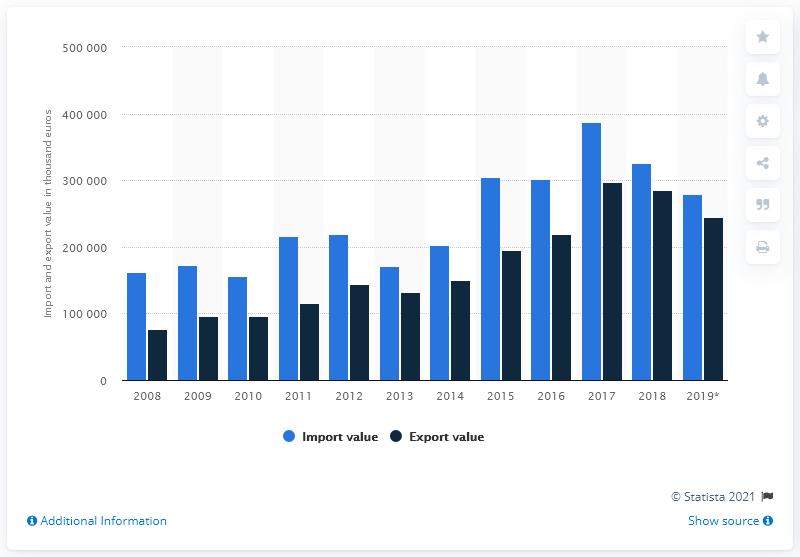 Import and export value in thousand euros
500 000
400 000
300 000
200 000
100 000
0
2008 2009 2010 2011 2012 2013 2014 2015 2016 2017 2018 2019*
Import value Export value
© Statista 2021
Additional Information
Show source